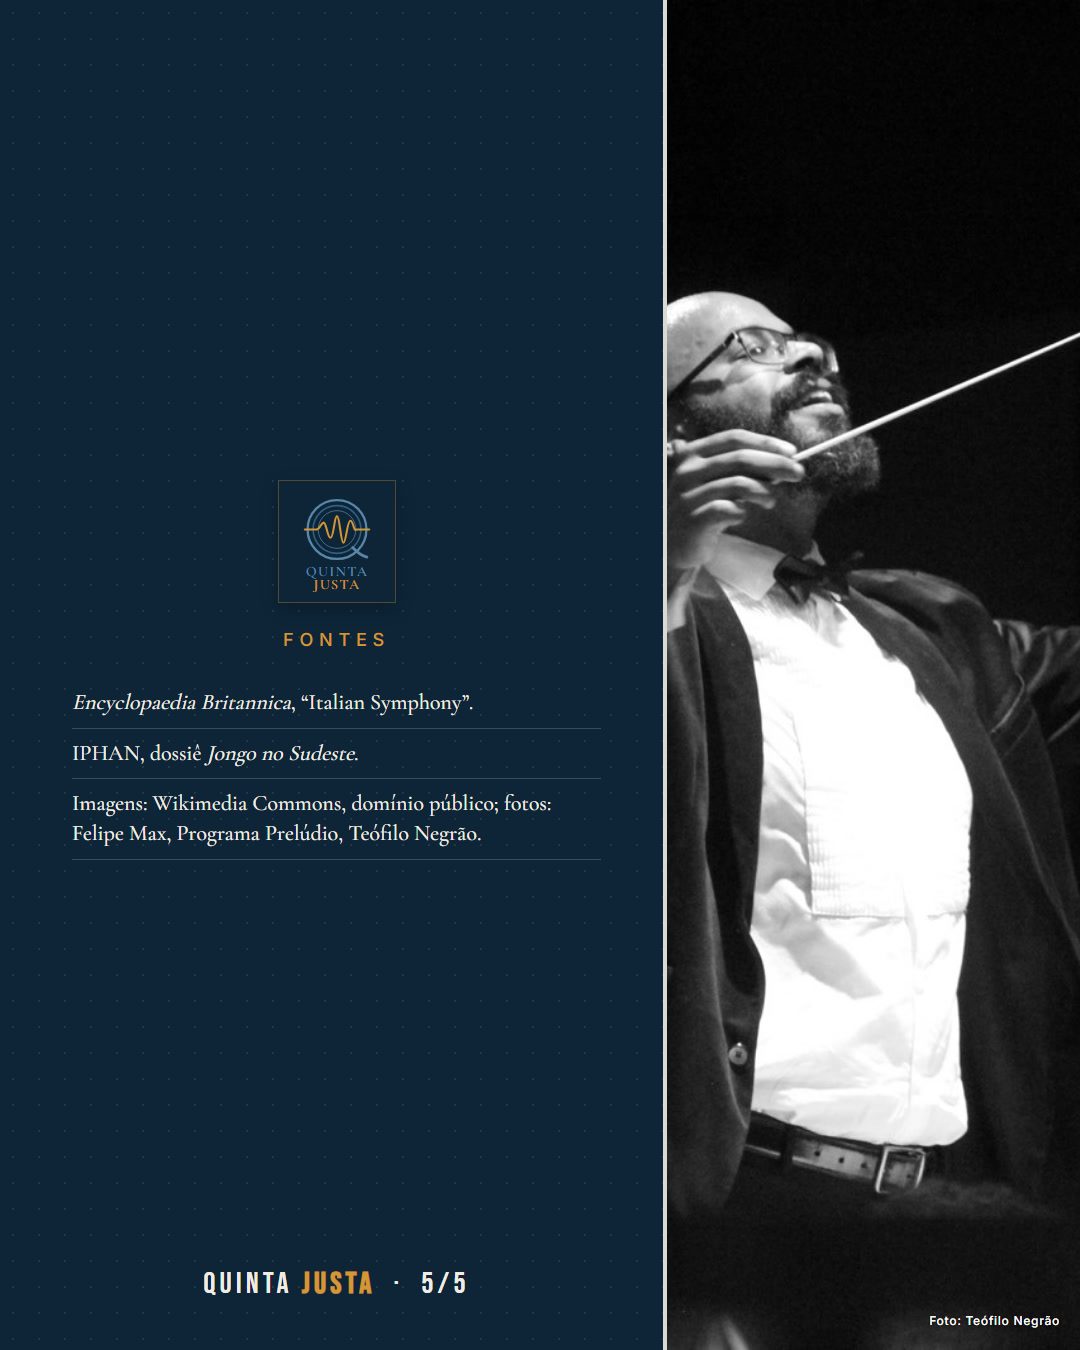 QUINTA
JUSTA
FONTES
Encyclopaedia Britannica, “Italian Symphony”.
IPHAN, dossiê Jongo no Sudeste.
Imagens: Wikimedia Commons, domínio público; fotos:
Felipe Max, Programa Prelúdio, Teófilo Negrão.
QUINTA JUSTA · 5/5
Foto: Teófilo Negrão